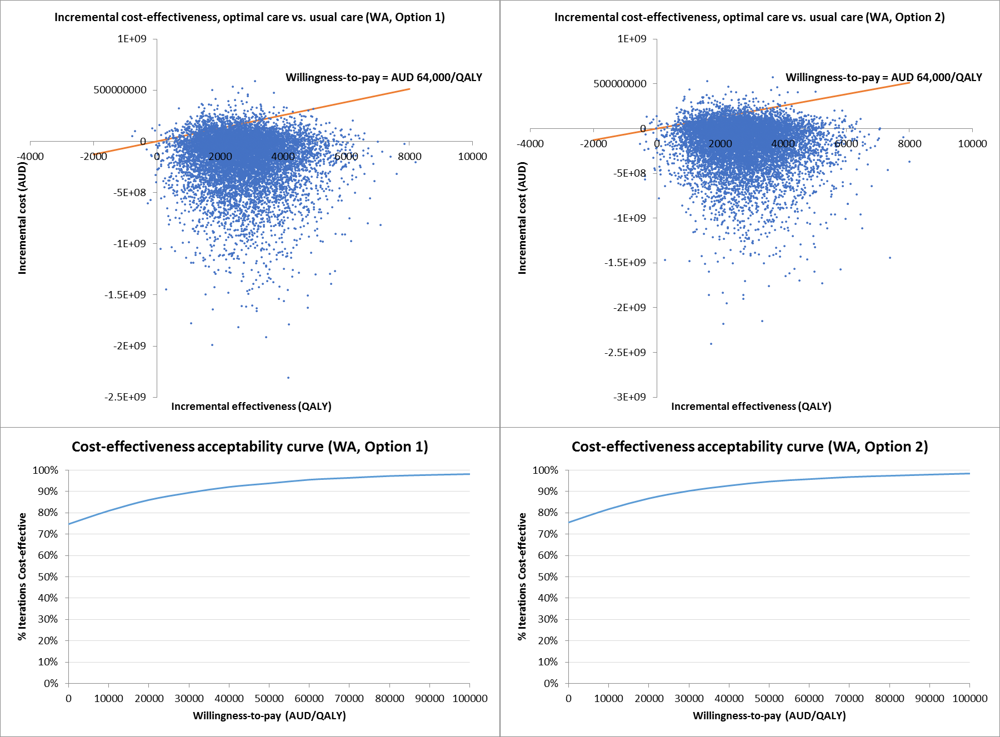 Incremental cost-effectiveness, optimal care vs. usual care (WA, Option 1)
1E+09
500000000
0
-5E+08
-1E+09
-1.5E+09
-2E+09
-2.5E+09
-4000
-2000
0
2000
4000
6000
8000
10000
Willingness-to-pay = AUD 64,000/QALY
Incremental cost (AUD)
Incremental effectiveness (QALY)
Incremental cost-effectiveness, optimal care vs. usual care (WA, Option 2)
1E+09
500000000
0
-5E+08
-1E+09
-1.5E+09
-2E+09
-2.5E+09
-3E+09
-4000
-2000
0
2000
4000
6000
8000
10000
Willingness-to-pay = AUD 64,000/QALY
Incremental cost (AUD)
Incremental effectiveness (QALY)
Cost-effectiveness acceptability curve (WA, Option 1)
100%
90%
80%
70%
60%
50%
40%
30%
20%
10%
0%
% Iterations Cost-effective
0 10000 20000 30000 40000 50000 60000 70000 80000 90000 100000
Willingness-to-pay (AUD/QALY)
Cost-effectiveness acceptability curve (WA, Option 2)
100%
90%
80%
70%
60%
50%
40%
30%
20%
10%
0%
% Iterations Cost-effective
0 10000 20000 30000 40000 50000 60000 70000 80000 90000 100000
Willingness-to-pay (AUD/QALY)